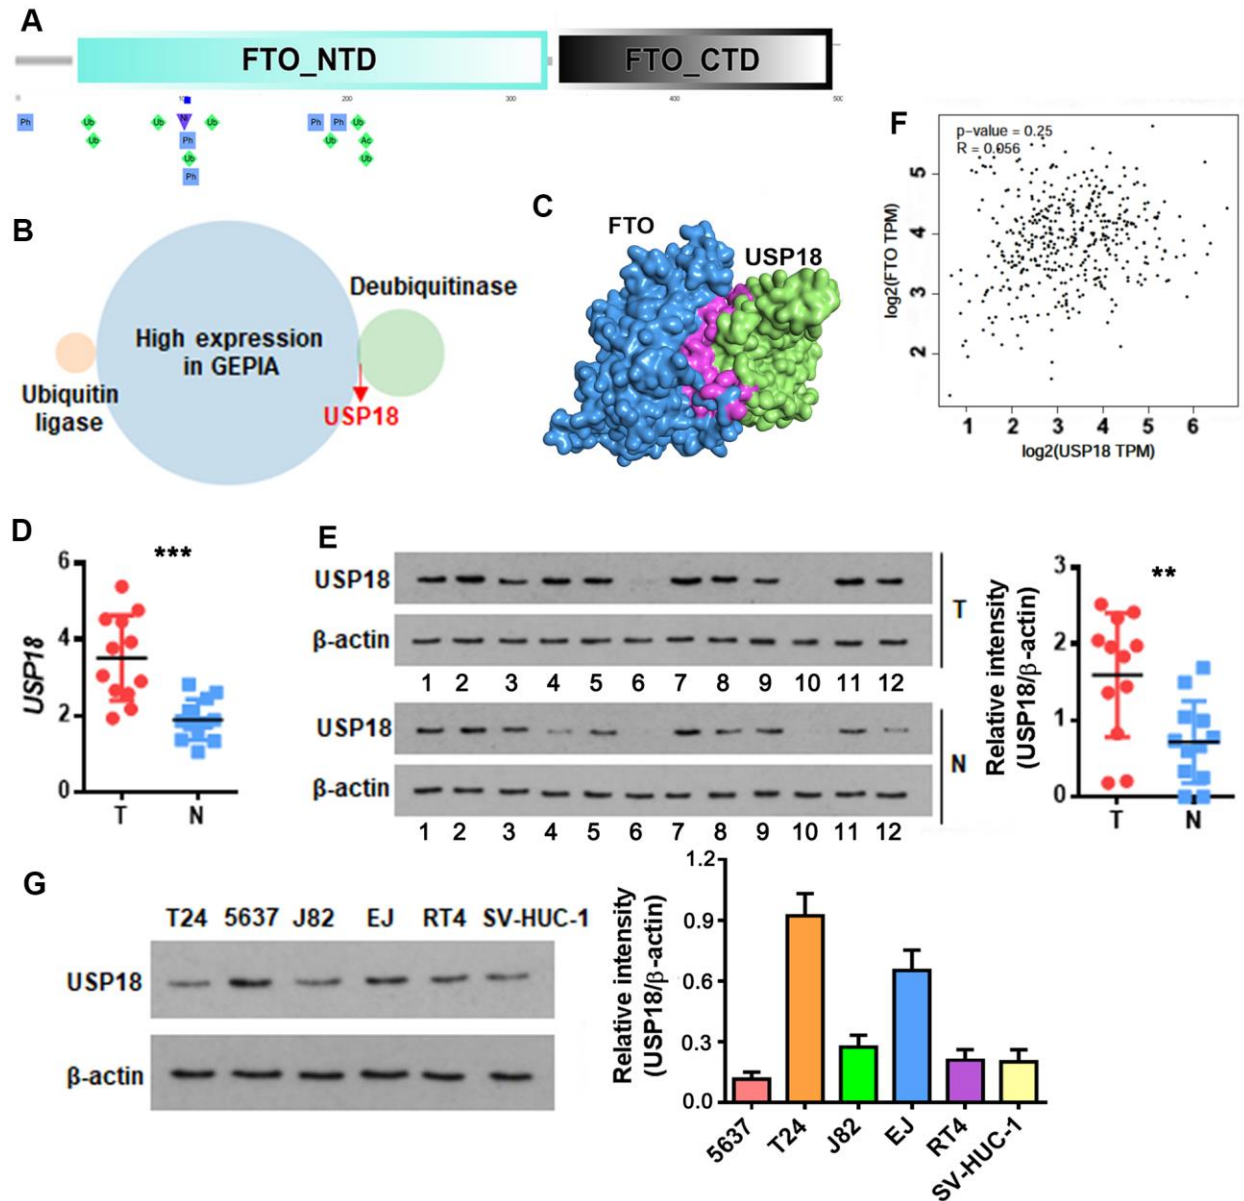 A
FTO_NTD
FTO_CTD
200
300
400
Ph
Ub
Ub
Ub
Ub
Ph
Ph
Ub
Ph
Ub
Ac
Ub
Ub
Ph
B
High expression
in GEPIA
Deubiquitinase
Ubiquitin
ligase
USP18
C
FTO
USP18
F
p-value = 0.25
R = 0.056
log2(FTO TPM)
5
4
3
2
1 2 3 4 5 6
log2(USP18 TPM)
D
***
USP18
6
4
2
0
T N
E
USP18
β-actin
1 2 3 4 5 6 7 8 9 10 11 12
T
USP18
β-actin
1 2 3 4 5 6 7 8 9 10 11 12
N
Relative intensity
(USP18/β-actin)
**
3
2
1
0
T N
G
T24 5637 J82 EJ RT4 SV-HUC-1
USP18
β-actin
Relative intensity
(USP18/β-actin)
1.2
0.9
0.6
0.3
0.0
5637 T24 J82 EJ RT4 SV-HUC-1